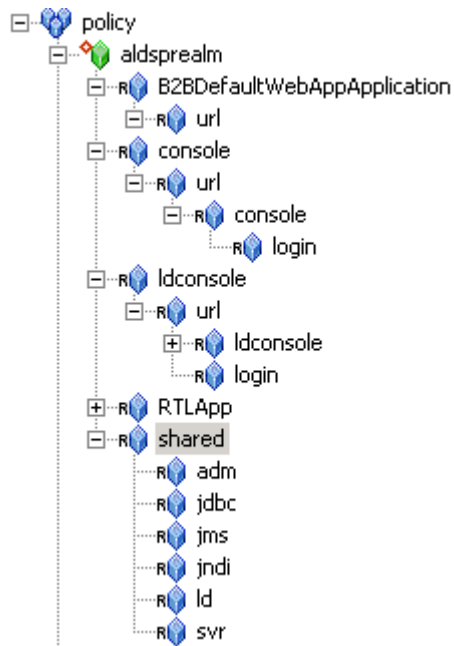 policy
aldsprealm
B2BDefaultWebAppApplication
url
console
url
console
login
ldconsole
url
ldconsole
login
RTLApp
shared
adm
jdbc
jms
jndi
ld
svr